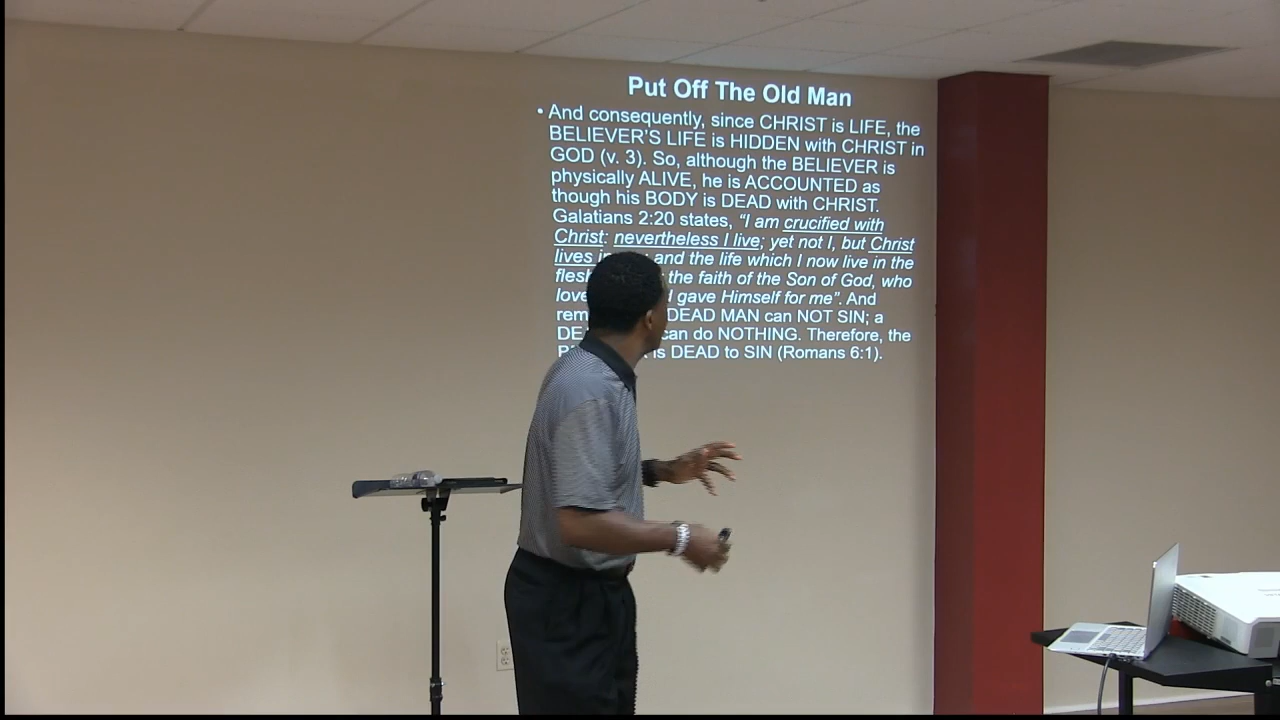 Put Off The Old Man
• And consequently, since CHRIST is LIFE, the
BELIEVER'S LIFE is HIDDEN with CHRIST in
GOD (v. 3). So, although the BELIEVER is
physically ALIVE, he is ACCOUNTED as
though his BODY is DEAD with CHRIST.
Galatians 2:20 states, “I am crucified with
Christ: nevertheless I live; yet not I, but Christ
lives and the life which I now live in the
the faith of the Son of God, who
gave Himself for me”. And
DEAD MAN can NOT SIN; a
can do NOTHING. Therefore, the
is DEAD to SIN (Romans 6:1).